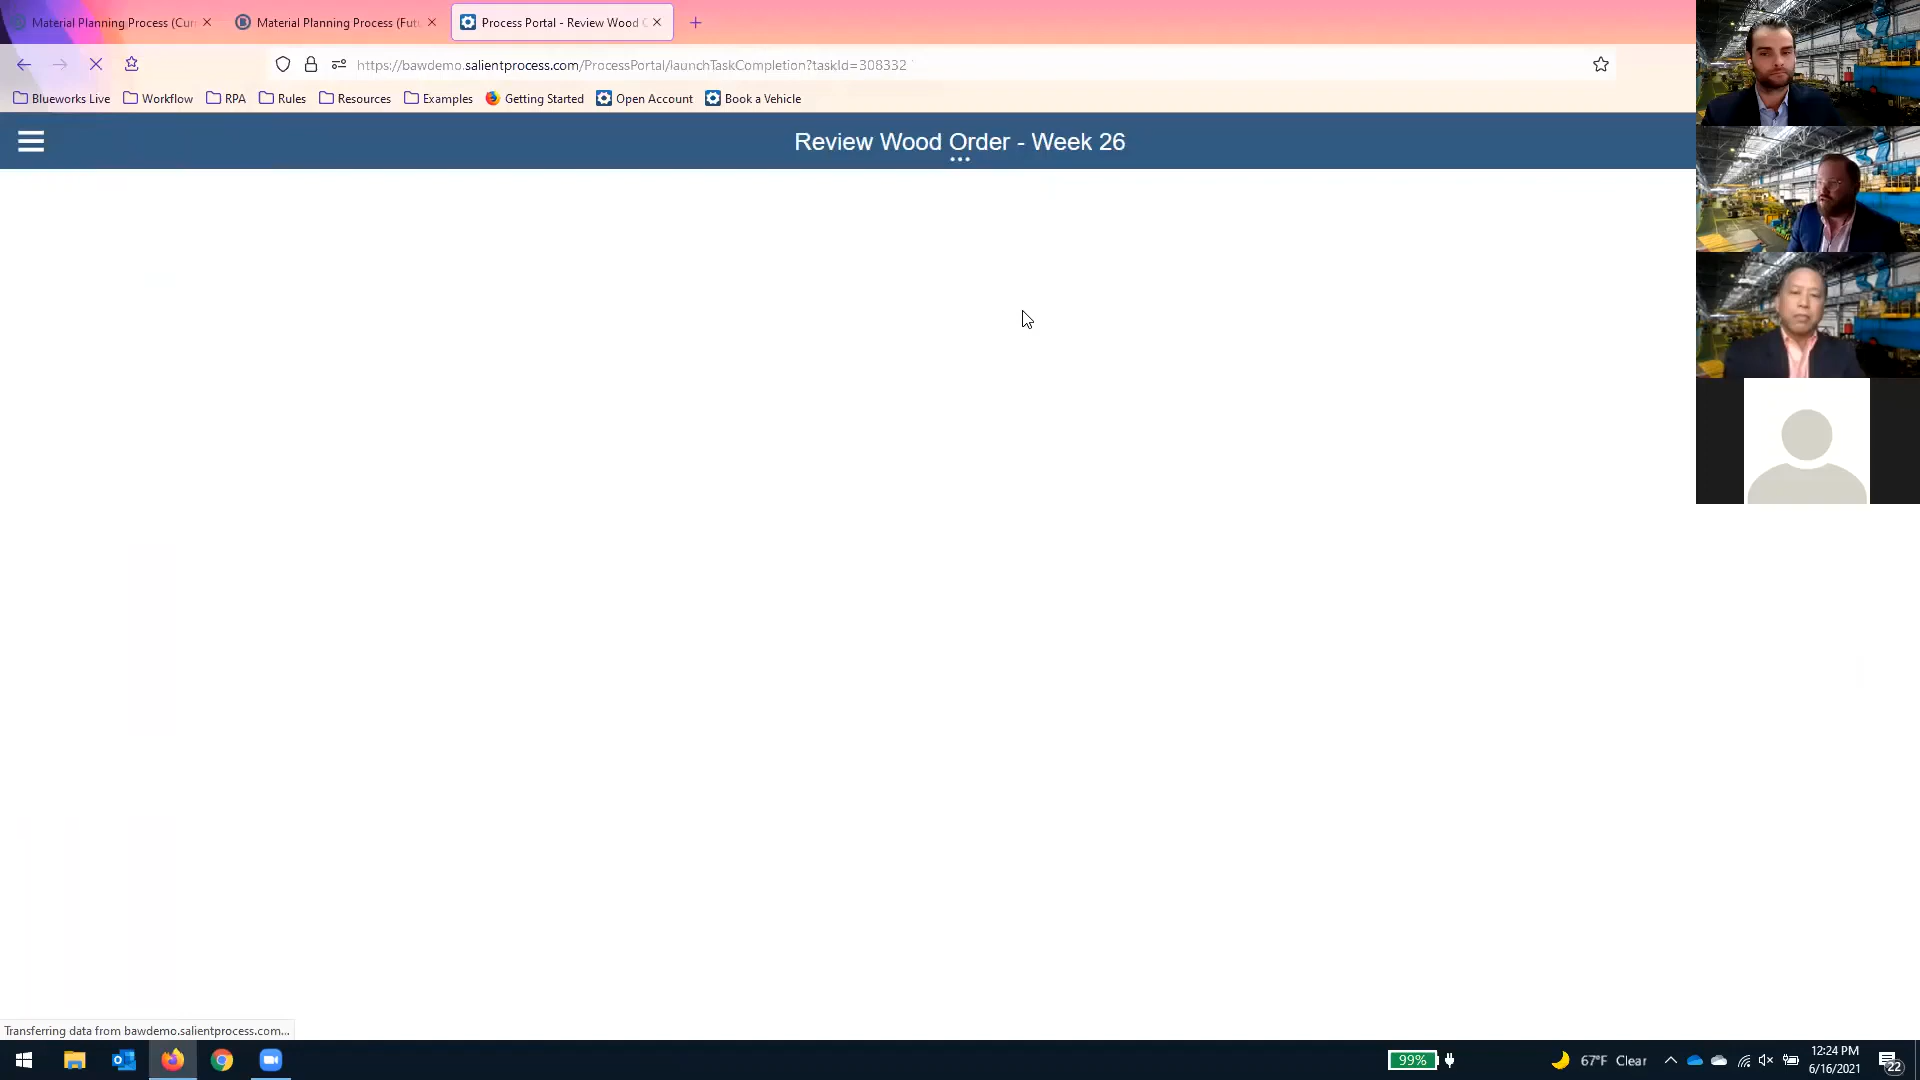 Material Planning Process (Cur
Material Planning Process (Fut
Process Portal - Review Wood
https://bawdemo.salientprocess.com/ProcessPortal/launchTaskCompletion?taskId=308332
Blueworks Live
Workflow
RPA
Rules
Resources
Examples
Getting Started
Open Account
Book a Vehicle
Review Wood Order - Week 26
Transferring data from bawdemo.salientprocess.com...
99%
67°F Clear
12:24 PM
6/16/2021
22